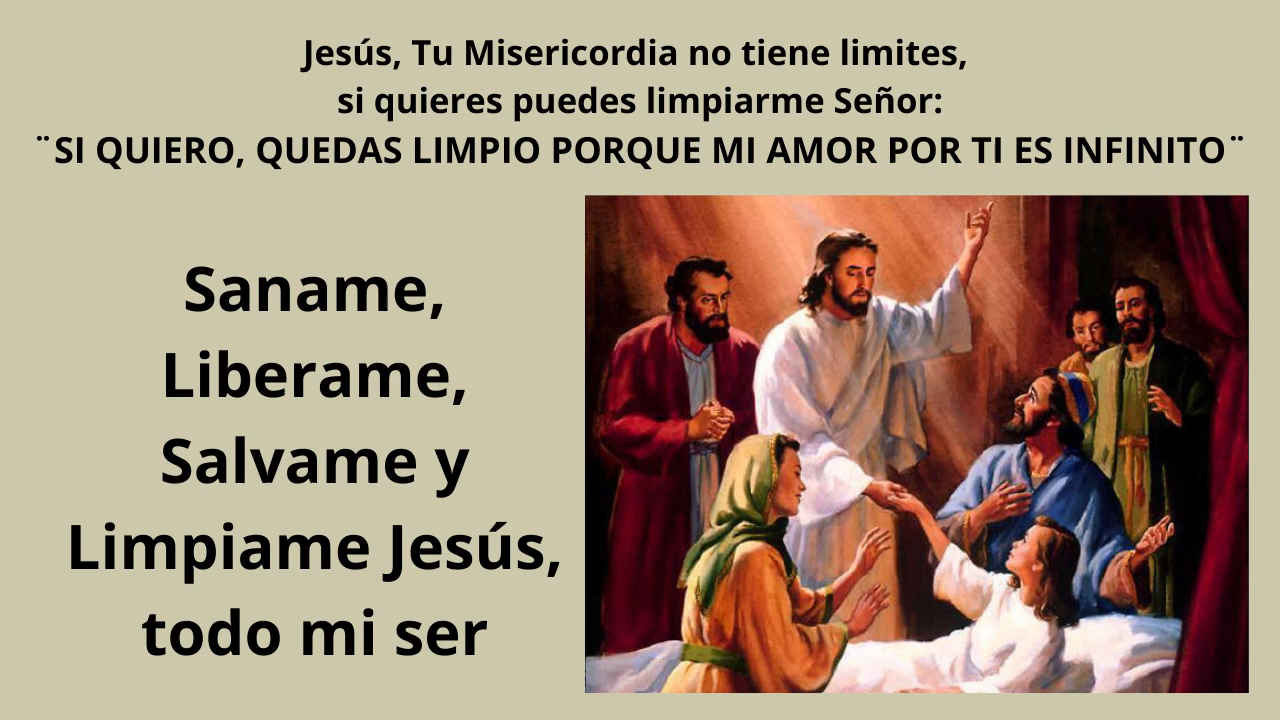 Jesús, Tu Misericordia no tiene limites,
si quieres puedes limpiarme Señor:
¨SI QUIERO, QUEDAS LIMPIO PORQUE MI AMOR POR TI ES INFINITO¨
Saname,
Liberame,
Salvame y
Limpiame Jesús,
todo mi ser